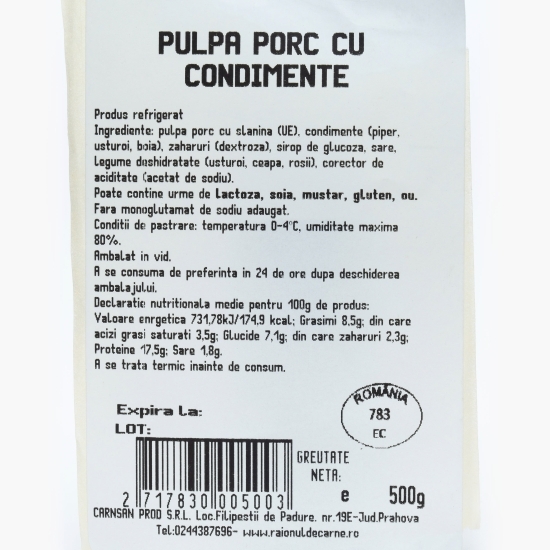 PULPA PORC CU
CONDIMENTE
Produs refrigerat
Ingrediente: pulpa porc cu slanina (UE), condimente (piper,
usturoi, boia), zaharuri (dextroza), sirop de glucoza, sare,
Legume deshidratate (usturoi, ceapa, rosii), corector de
aciditate (acetat de sodiu).
Poate contine urme de Lactoza, soia, mustar, gluten, ou.
Fara monoglutamat de sodiu adaugat.
Conditii de pastrare: temperatura 0-4°C, umiditate maxima
80%.
Ambalat in vid.
A se consuma de preferinta in 24 de ore dupa deschiderea
ambalajului.
Declaratie nutritionala medie pentru 100g de produs:
Valoare enrgetica 731,78kJ/174,9 kcal; Grasimi 8,5g; din care
acizi grasi saturati 3,5g; Glucide 7,1g; din care zaharuri 2,3g;
Proteine 17,5g; Sare 1,8g.
A se trata termic inainte de consum.
Expira La:
LOT:
ROMÂNIA
783
EC
GREUTATE
NETA:
e 500g
2 717830 005003
CARNSAN PROD S.R.L. Loc.Filipestii de Padure, nr.19E-Jud.Prahova
Tel:0244387696- www.raionuldecarne.ro